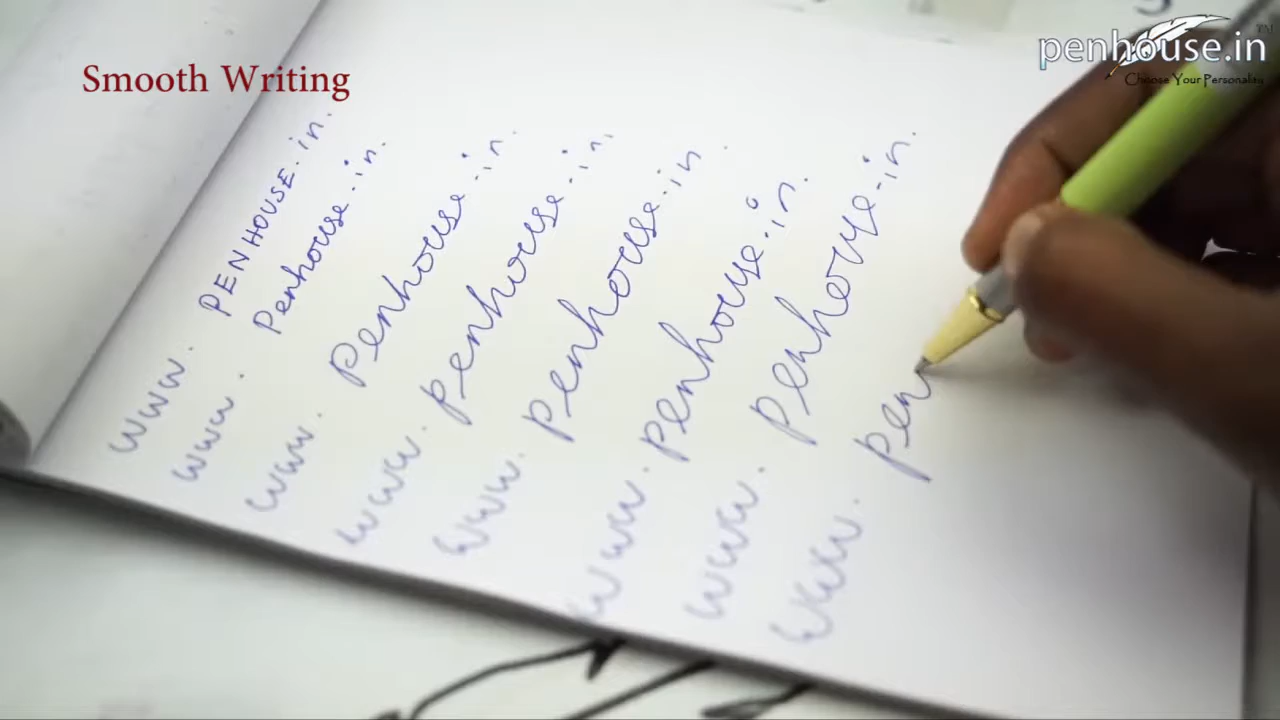 Smooth Writing
penhouse.in
TM
Choose Your Personality
www. PENHOUSE.in.
www. Penhouse.in.
www. Penhouse.in.
www. penhouse.in.
www. penhouse.in.
www. penhouse.in.
www. penhouse.in.
www. pen